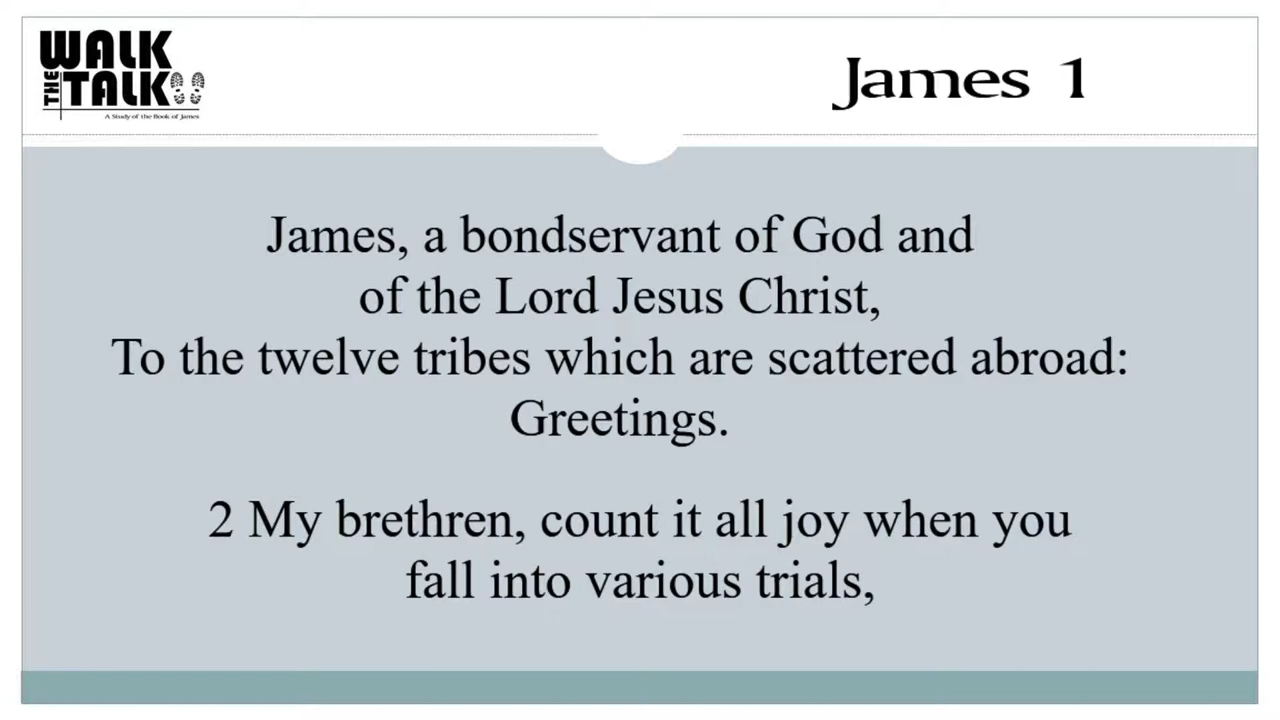 WALK
THE TALK
A Study of the Book of James
James 1
James, a bondservant of God and
of the Lord Jesus Christ,
To the twelve tribes which are scattered abroad:
Greetings.
2 My brethren, count it all joy when you
fall into various trials,